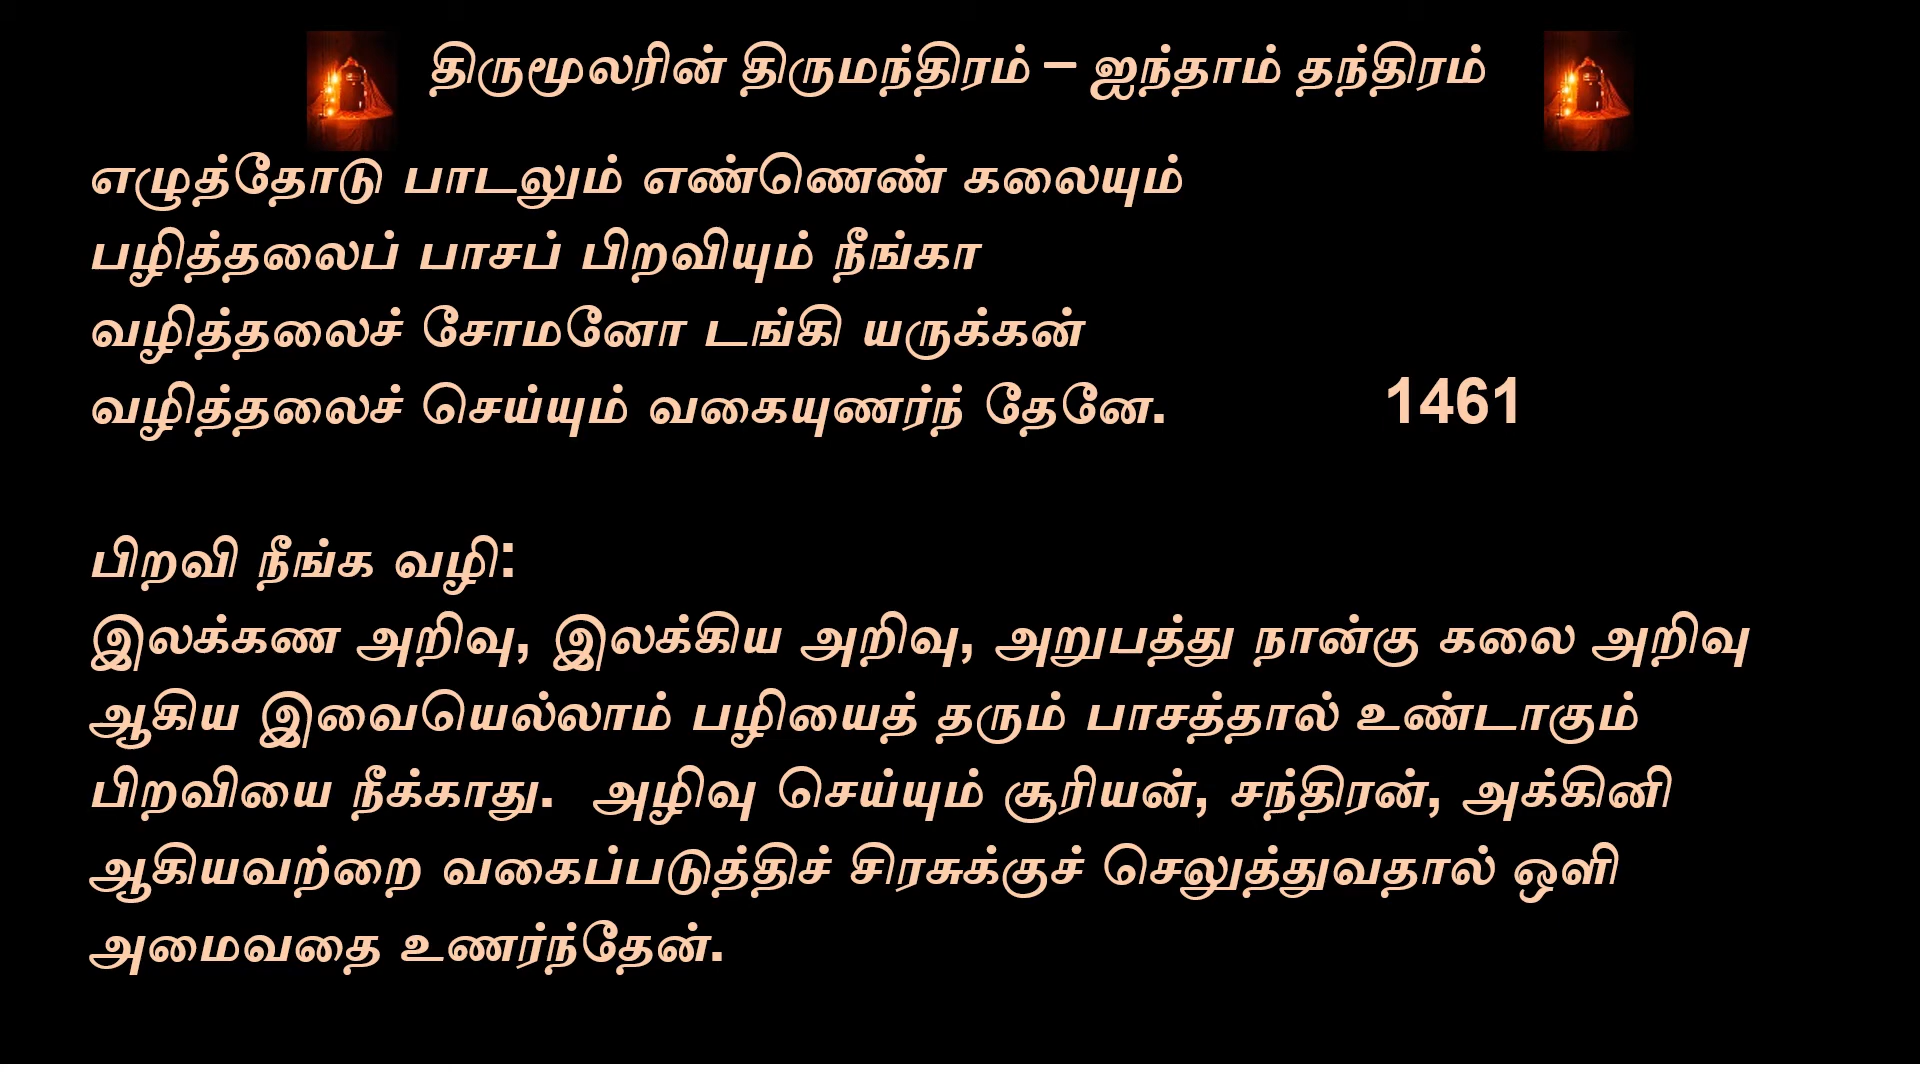 திருமூலரின் திருமந்திரம் – ஐந்தாம் தந்திரம்
எழுத்தோடு பாடலும் எண்ணெண் கலையும்
பழித்தலைப் பாசப் பிறவியும் நீங்கா
வழித்தலைச் சோமனோ டங்கி யருக்கன்
வழித்தலைச் செய்யும் வகையுணர்ந் தேனே. 1461
பிறவி நீங்க வழி:
இலக்கண அறிவு, இலக்கிய அறிவு, அறுபத்து நான்கு கலை அறிவு
ஆகிய இவையெல்லாம் பழியைத் தரும் பாசத்தால் உண்டாகும்
பிறவியை நீக்காது. அழிவு செய்யும் சூரியன், சந்திரன், அக்கினி
ஆகியவற்றை வகைப்படுத்திச் சிரசுக்குச் செலுத்துவதால் ஒளி
அமைவதை உணர்ந்தேன்.